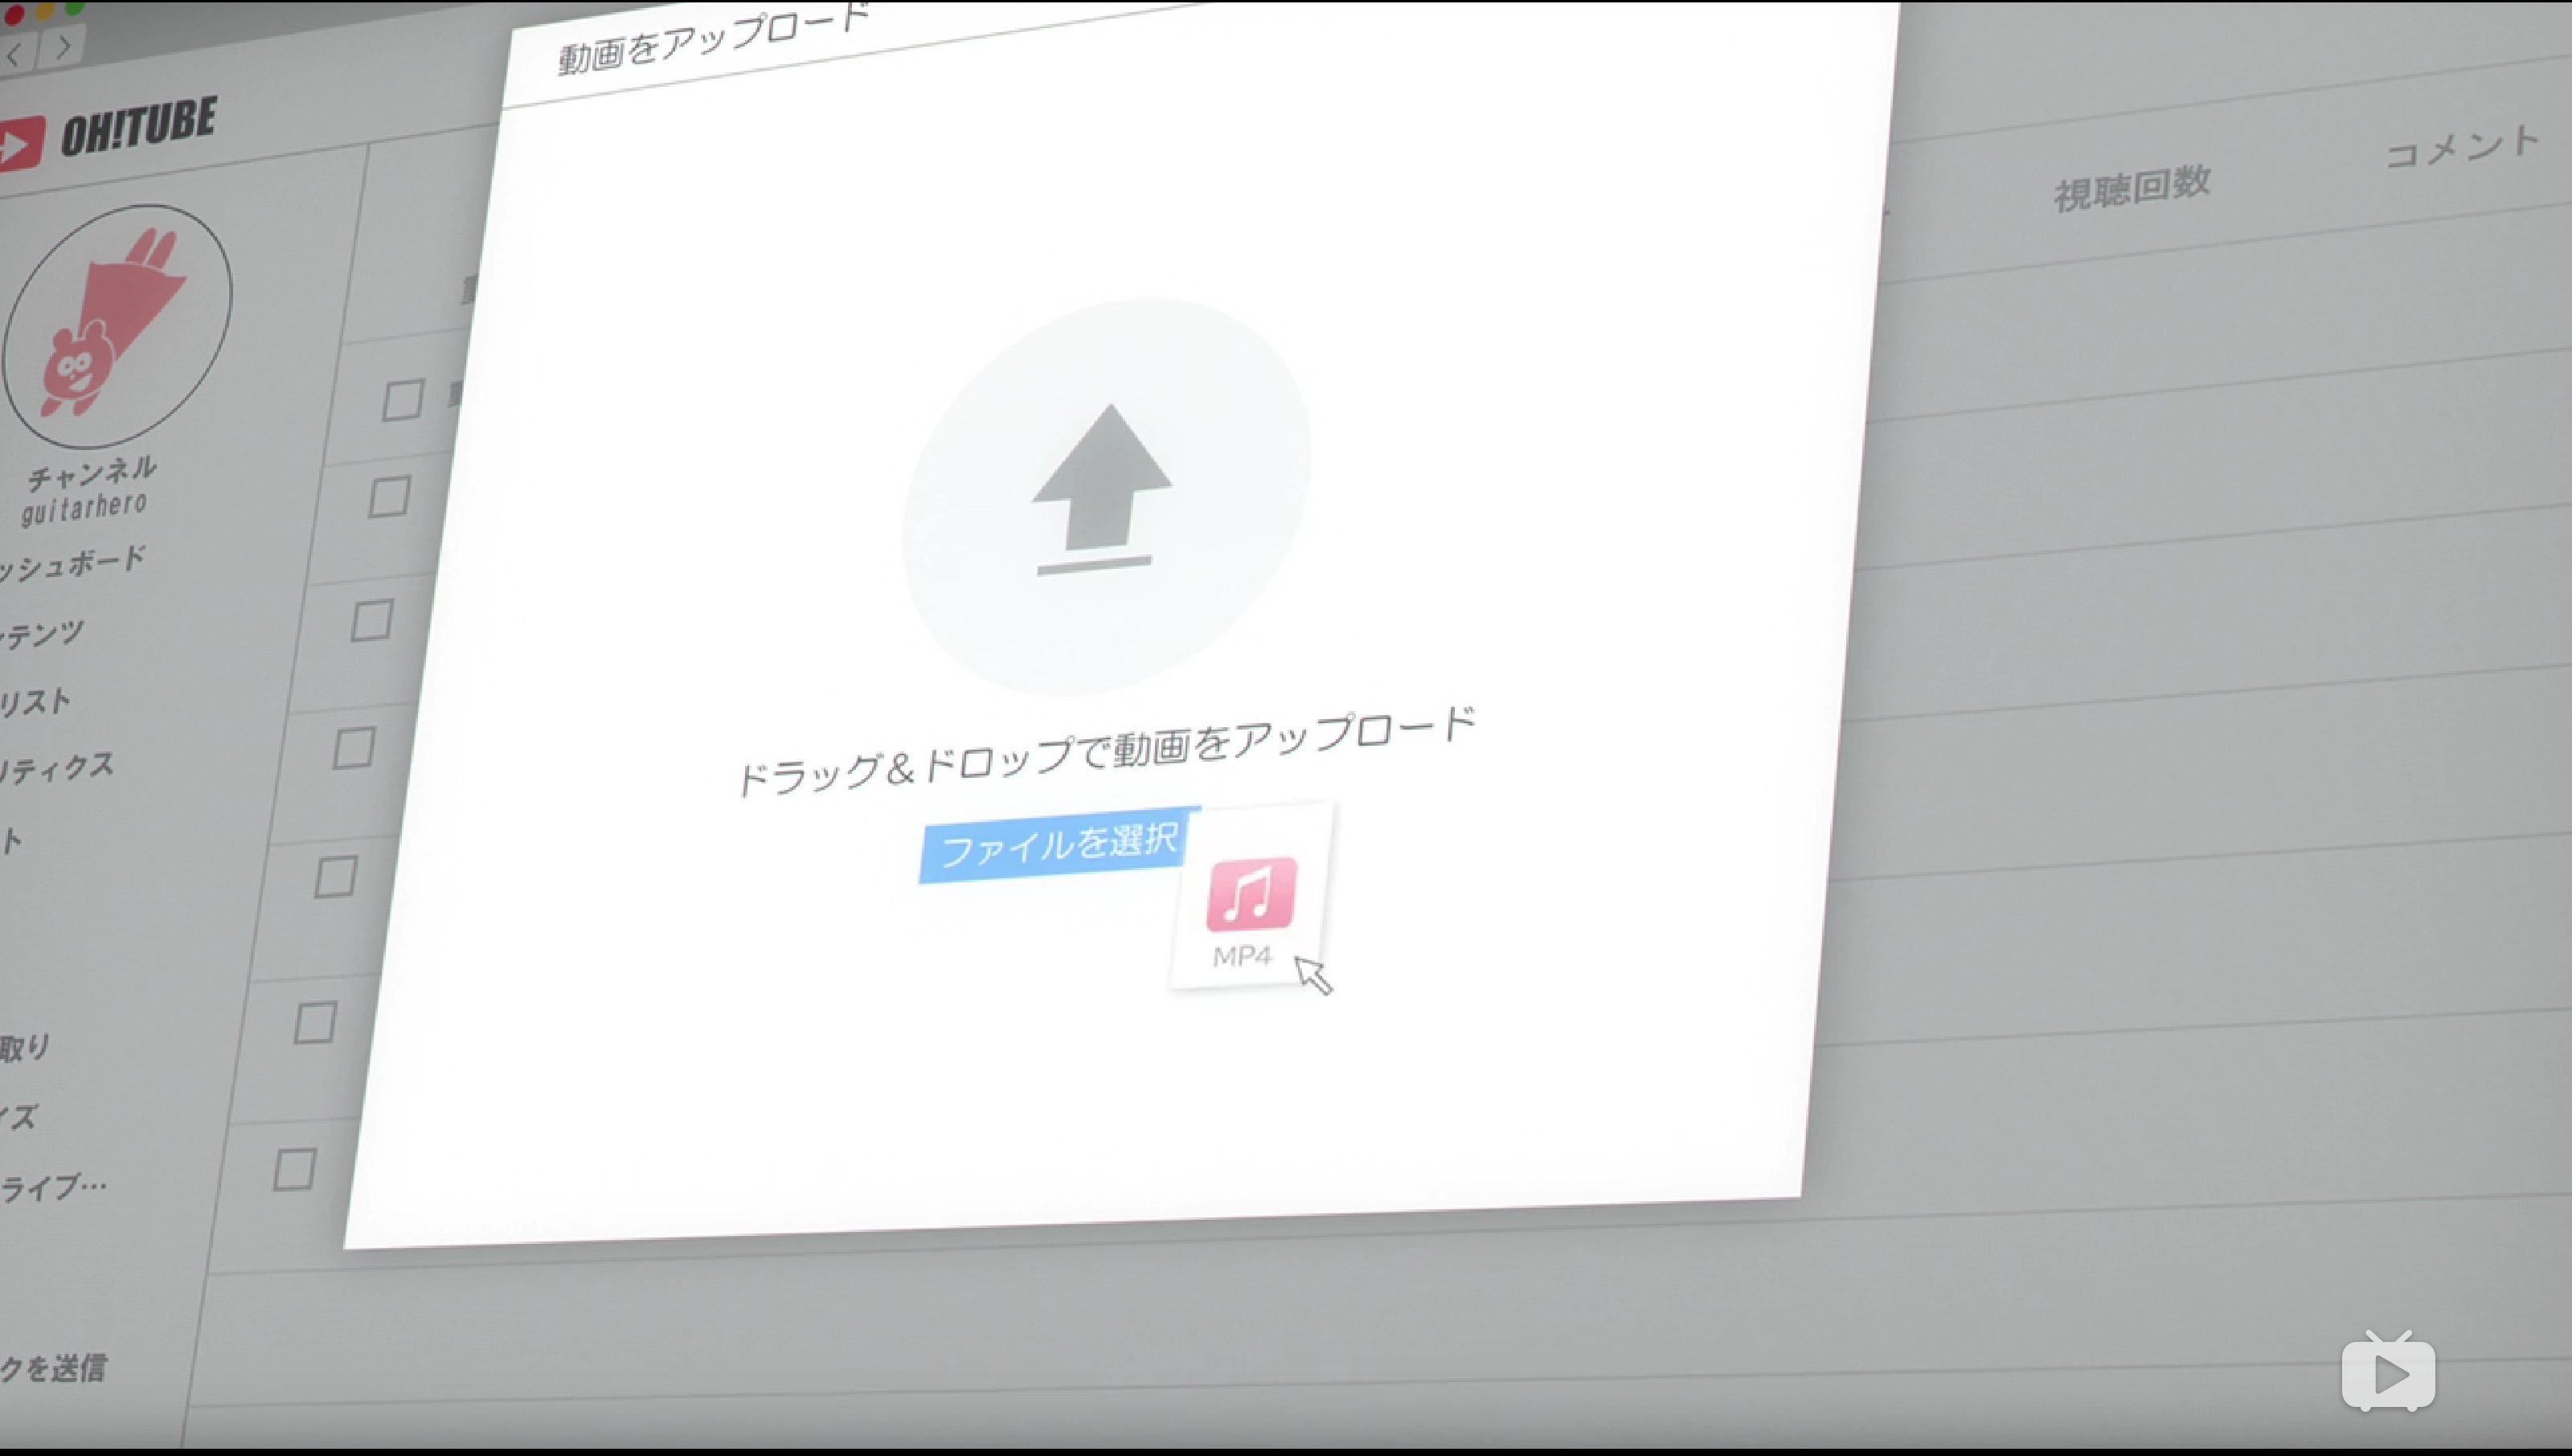 動画をアップロード
OH!TUBE
視聴回数
コメント
チャンネル
guitarhero
ッシュボード
ンテンツ
リスト
リティクス
ト
取り
イズ
ライブ…
クを送信
ドラッグ&ドロップで動画をアップロード
ファイルを選択
MP4